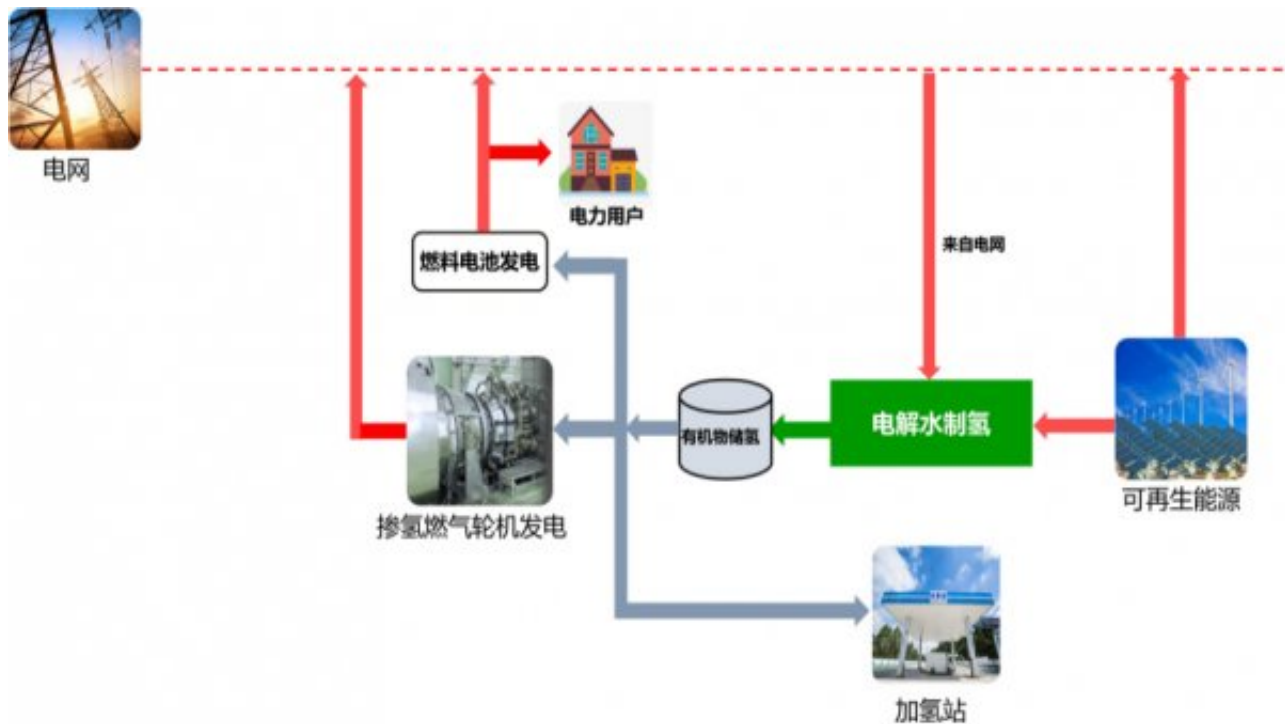 电网
电力用户
燃料电池发电
来自电网
有机物储氢
电解水制氢
可再生能源
掺氢燃气轮机发电
加氢站